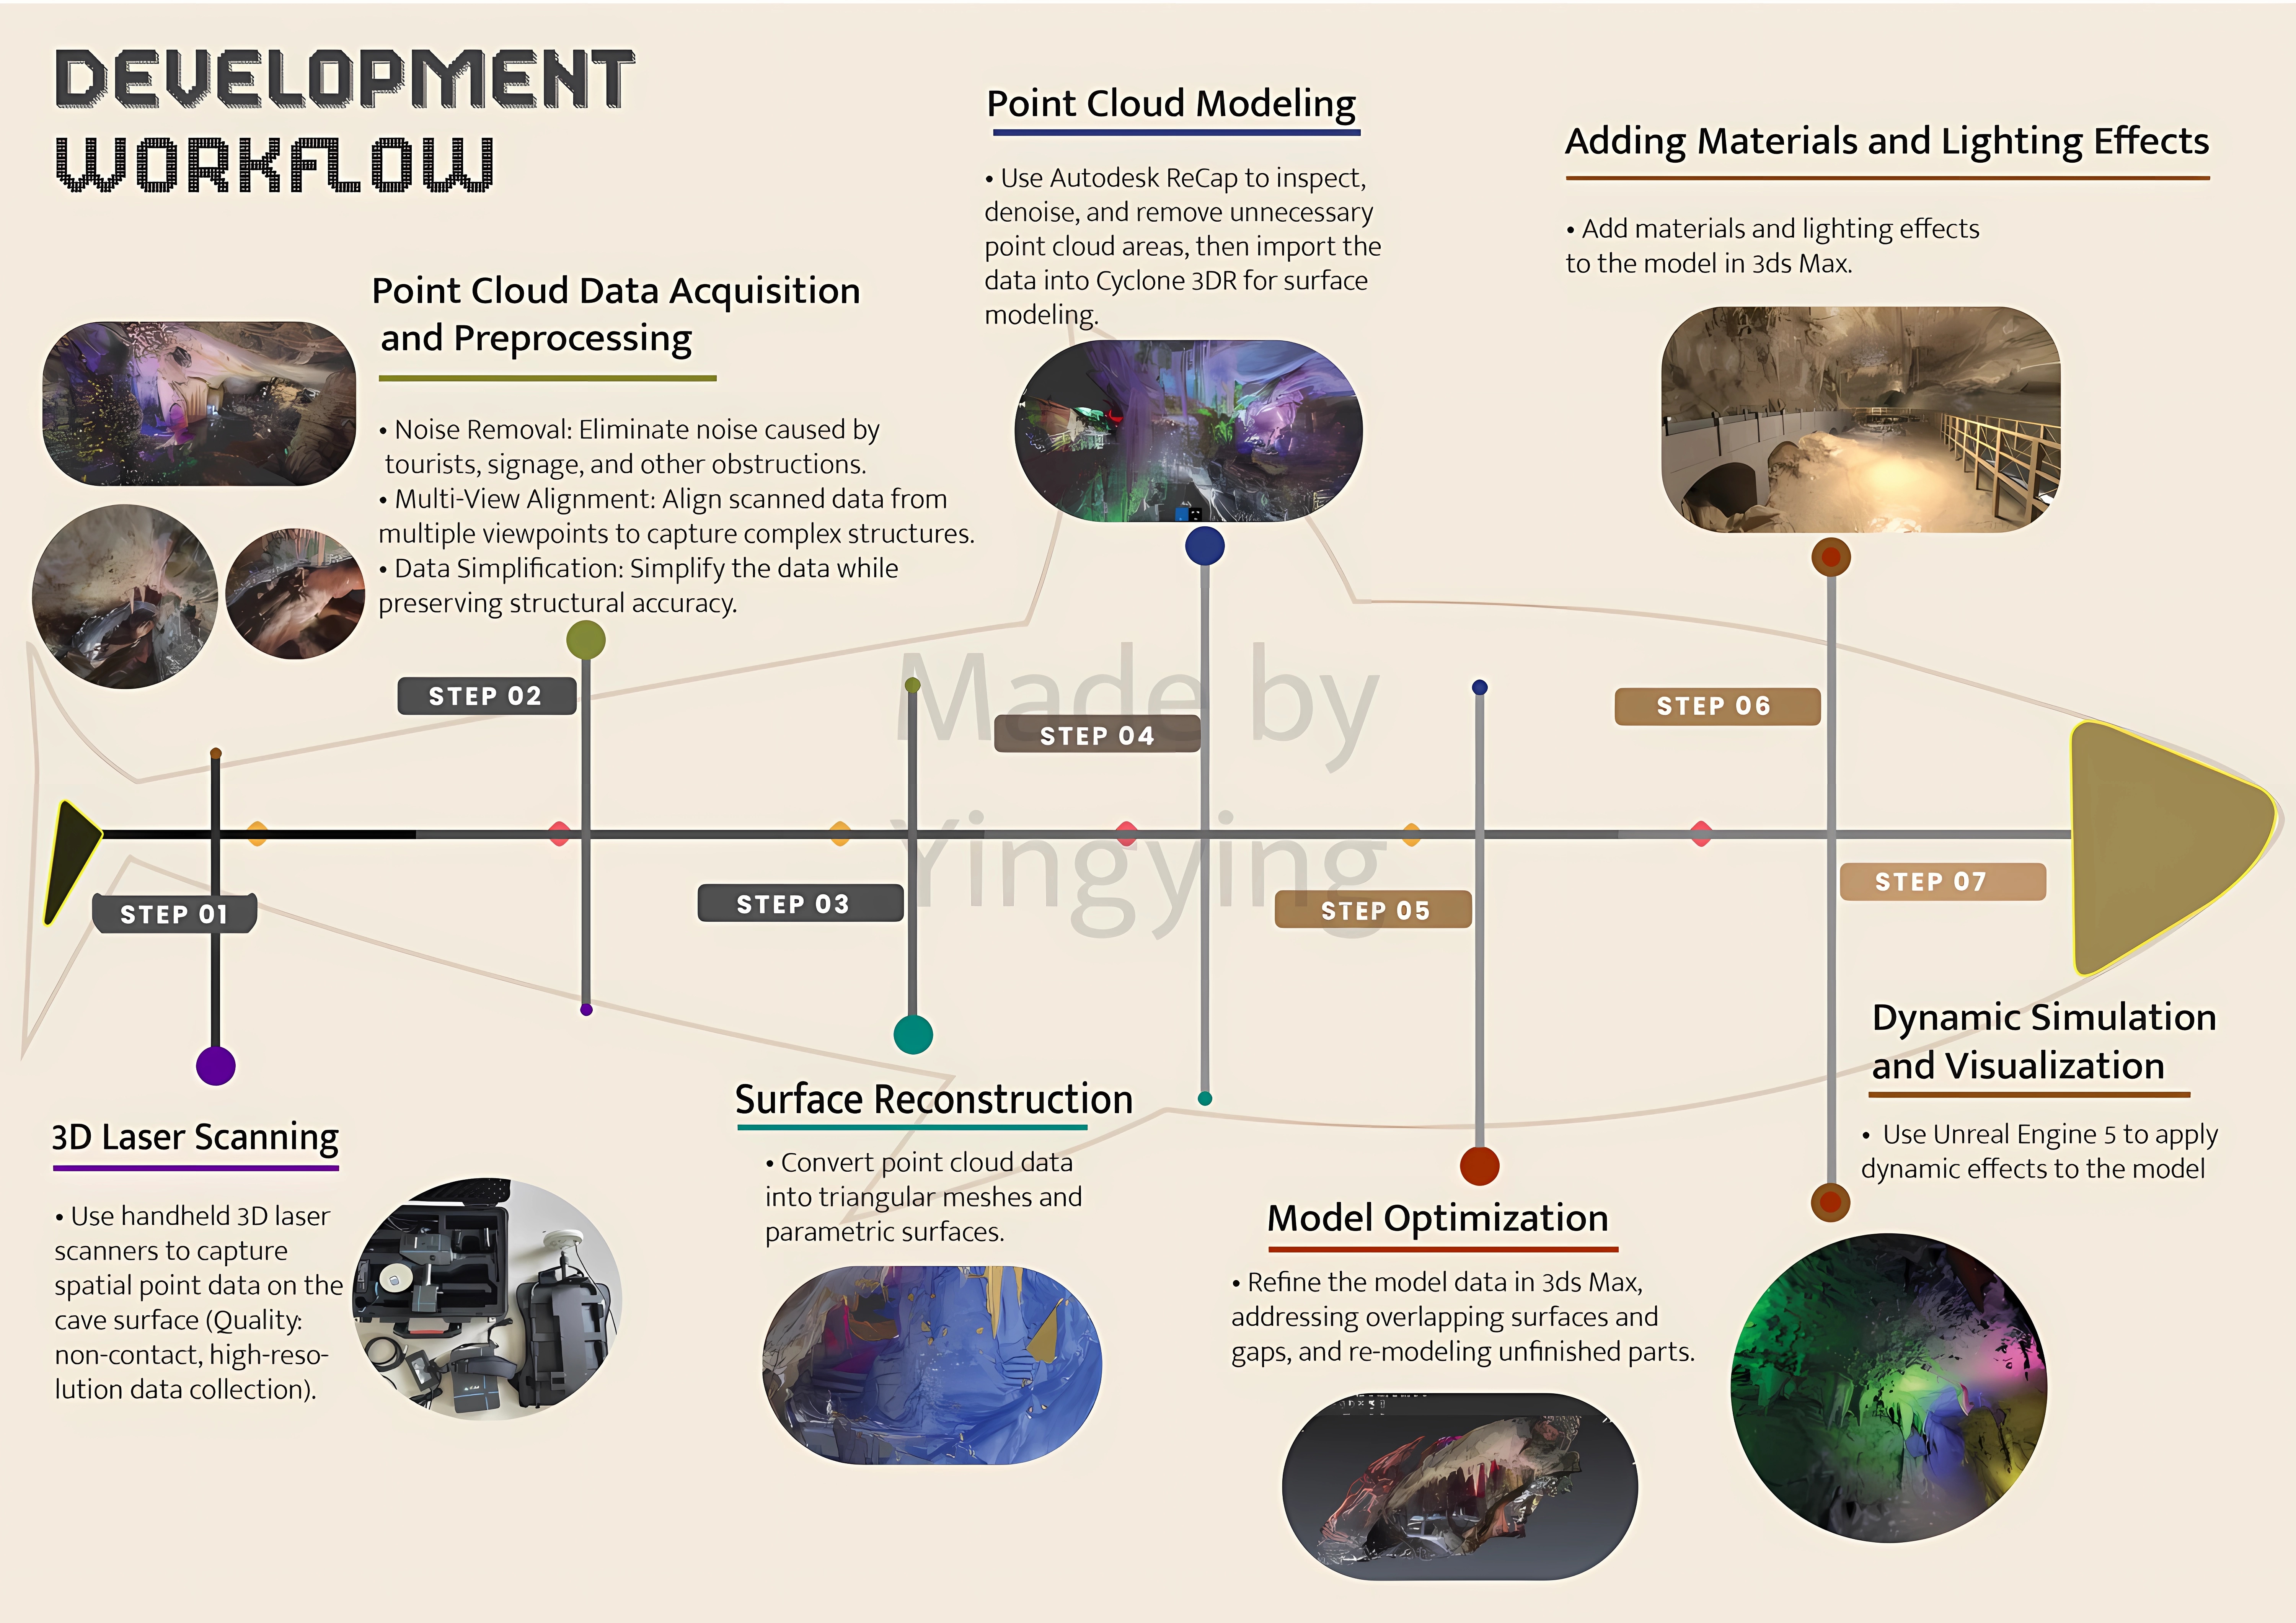 DEVELOPMENT
WORKFLOW
Point Cloud Data Acquisition
and Preprocessing
• Noise Removal: Eliminate noise caused by
tourists, signage, and other obstructions.
• Multi-View Alignment: Align scanned data from
multiple viewpoints to capture complex structures.
• Data Simplification: Simplify the data while
preserving structural accuracy.
Point Cloud Modeling
• Use Autodesk ReCap to inspect,
denoise, and remove unnecessary
point cloud areas, then import the
data into Cyclone 3DR for surface
modeling.
Adding Materials and Lighting Effects
• Add materials and lighting effects
to the model in 3ds Max.
STEP 02
STEP 04
STEP 06
Made by
Yingying
STEP 01
STEP 03
STEP 05
STEP 07
3D Laser Scanning
• Use handheld 3D laser
scanners to capture
spatial point data on the
cave surface (Quality:
non-contact, high-reso-
lution data collection).
Surface Reconstruction
• Convert point cloud data
into triangular meshes and
parametric surfaces.
Model Optimization
• Refine the model data in 3ds Max,
addressing overlapping surfaces and
gaps, and re-modeling unfinished parts.
Dynamic Simulation
and Visualization
• Use Unreal Engine 5 to apply
dynamic effects to the model